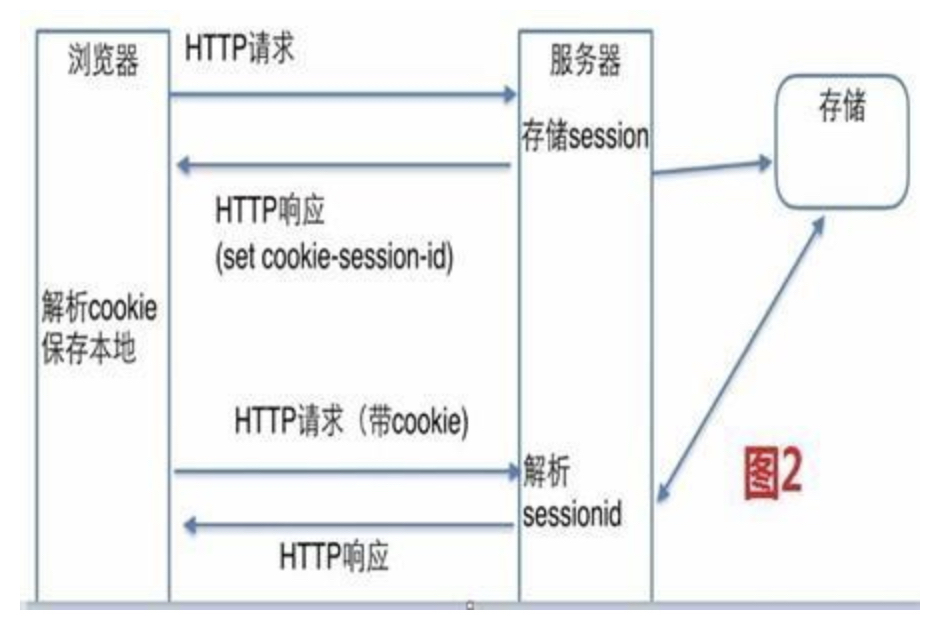 浏览器
HTTP请求
服务器
存储
存储session
HTTP响应
(set cookie-session-id)
解析cookie
保存本地
HTTP请求（带cookie)
图2
解析
sessionid
HTTP响应